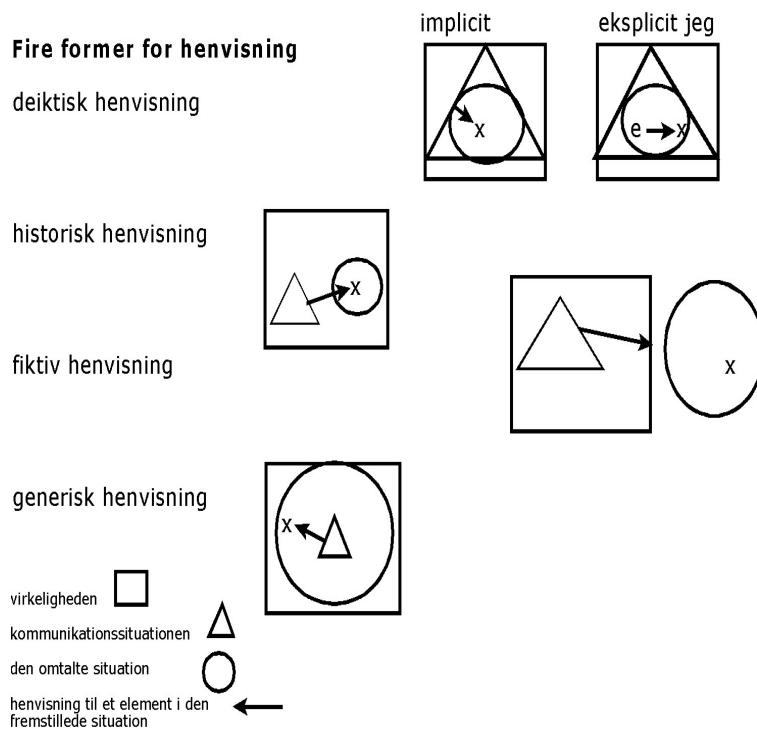 implicit
eksplicit jeg
Fire former for henvisning
deiktisk henvisning
x
e
x
historisk henvisning
x
fiktiv henvisning
x
generisk henvisning
x
virkeligheden
kommunikationssituationen
den omtalte situation
henvisning til et element i den
fremstillede situation